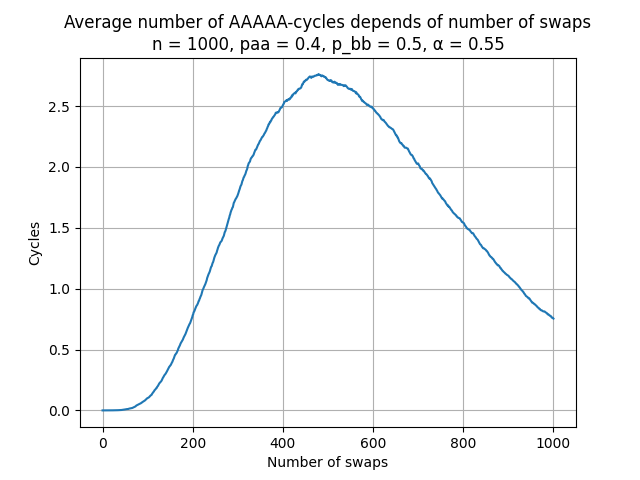 Average number of AAAAA-cycles depends of number of swaps
n = 1000, paa = 0.4, p_bb = 0.5, α = 0.55
2.5
2.0
1.5
1.0
0.5
0.0
Cycles
0 200 400 600 800 1000
Number of swaps